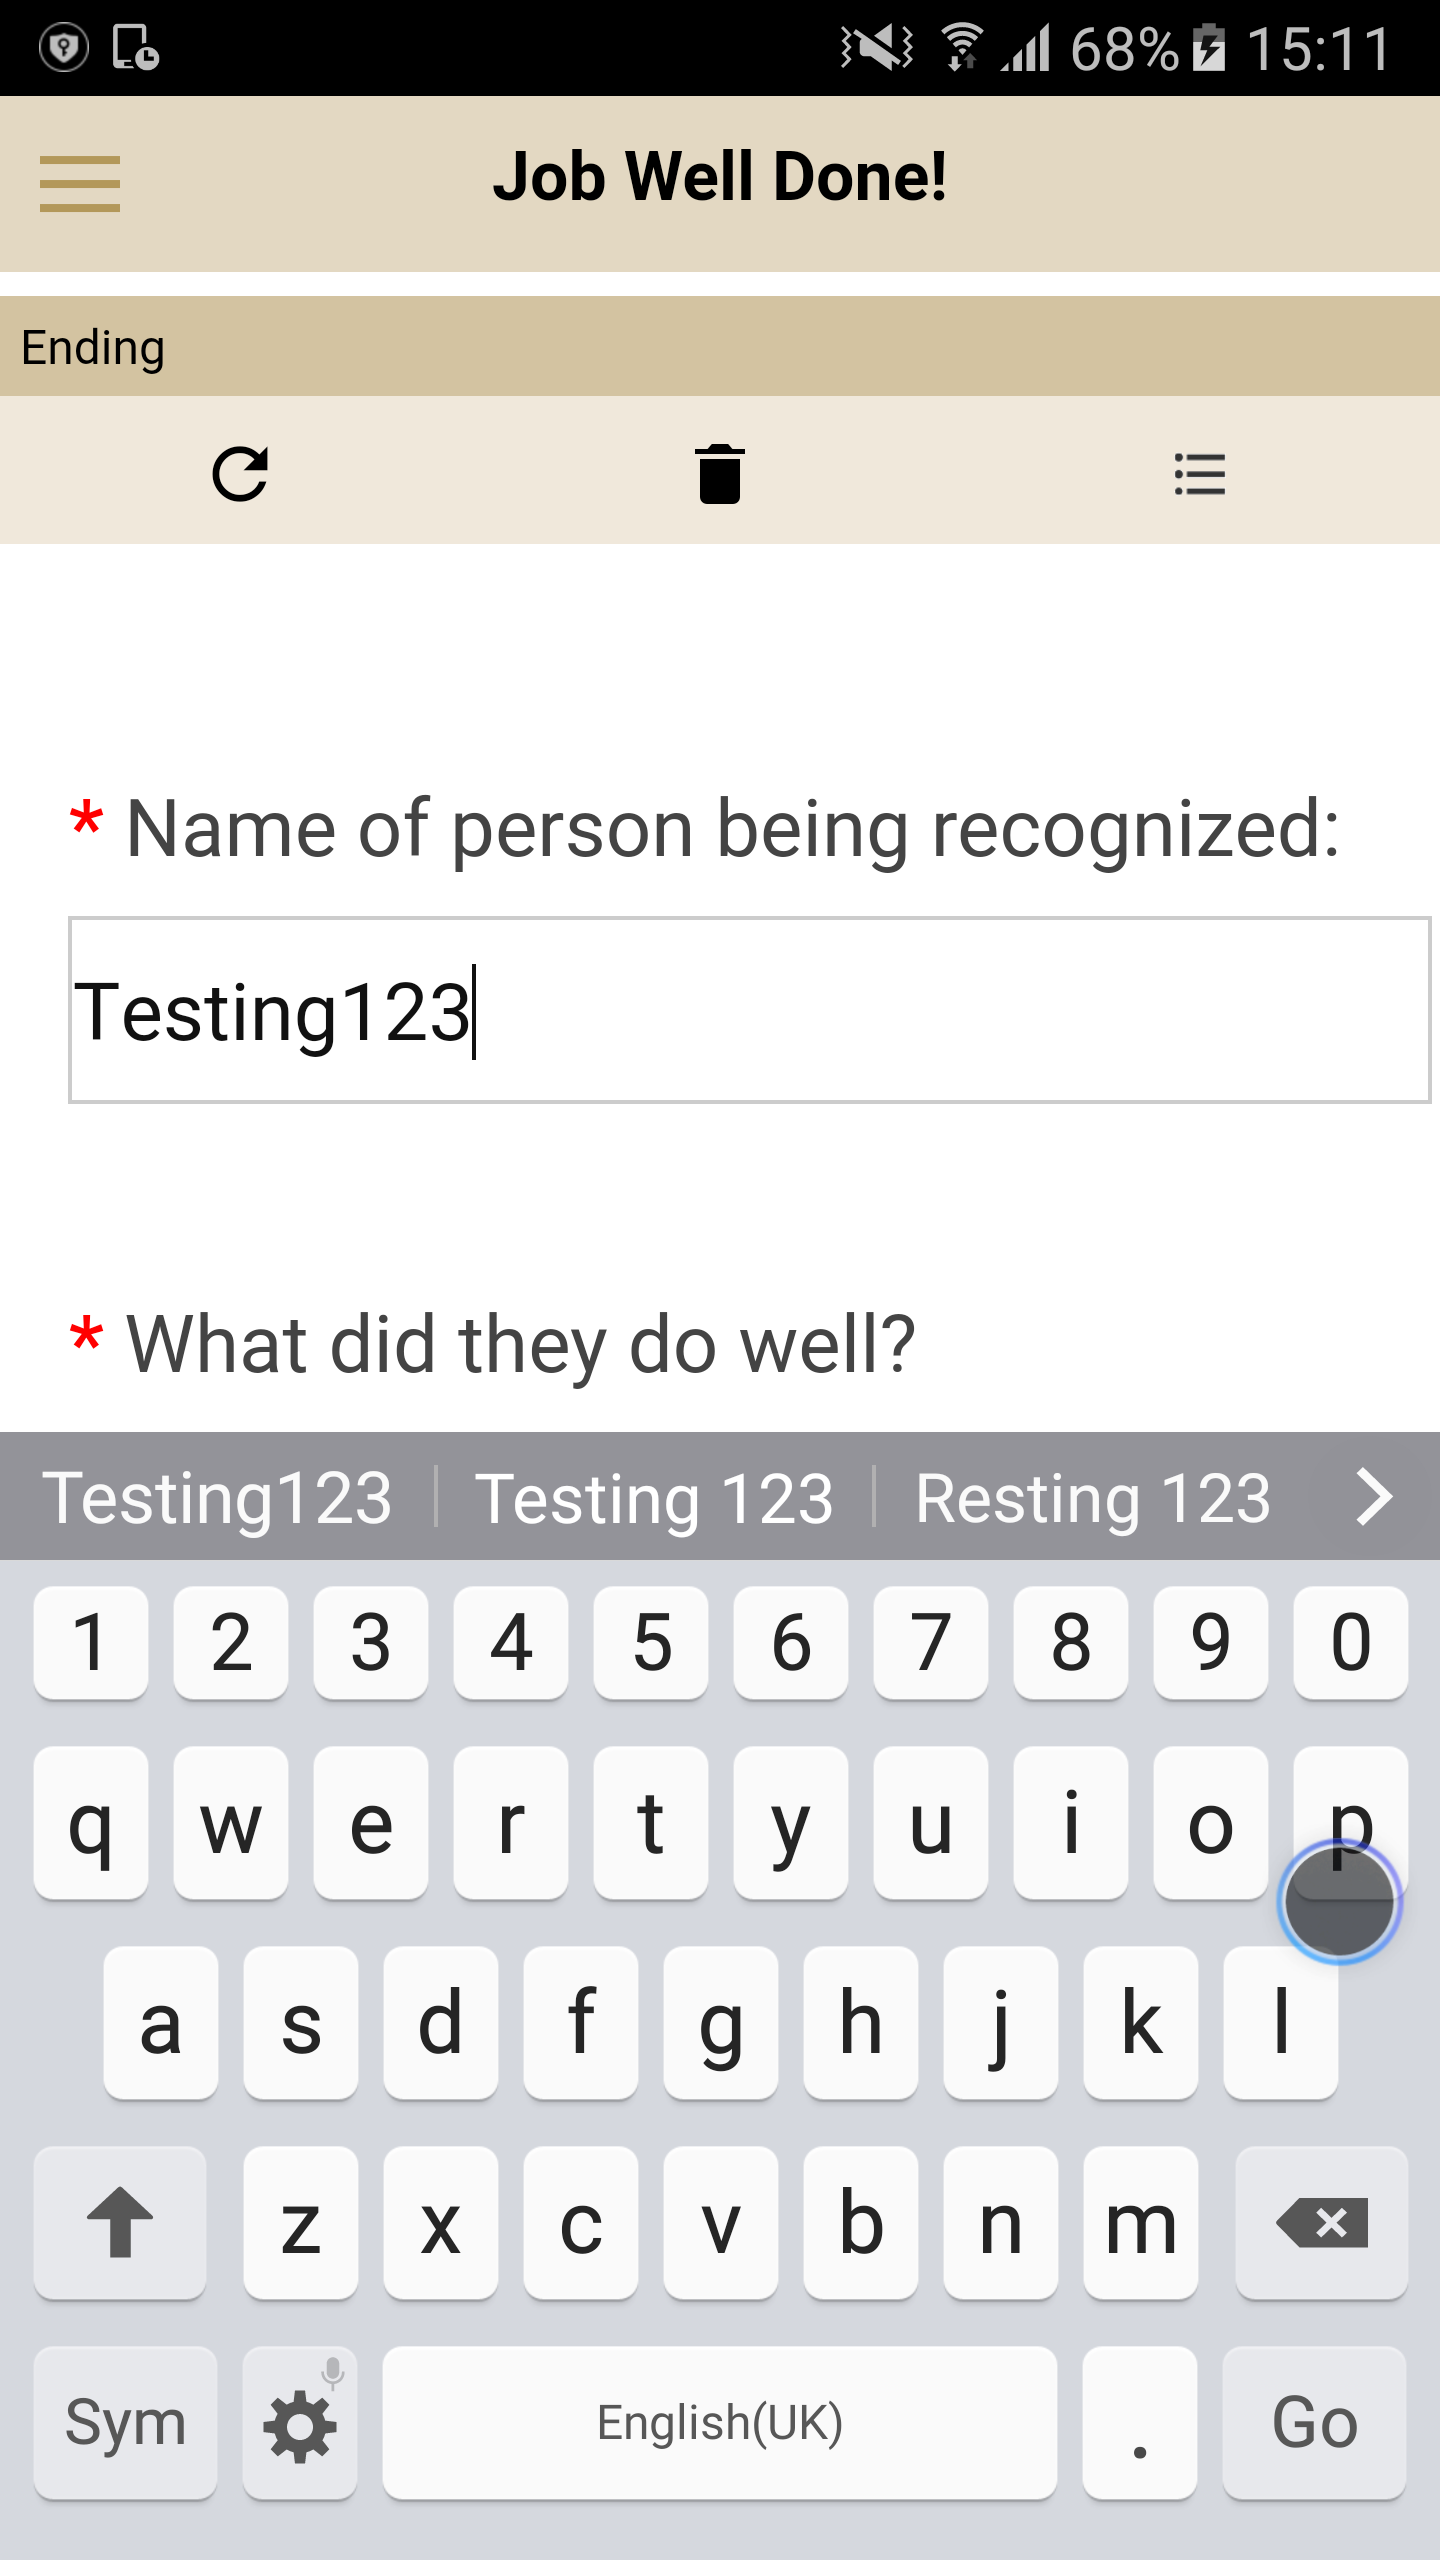 68% 15:11
Job Well Done!
Ending
* Name of person being recognized:
Testing123
* What did they do well?
Testing123 Testing 123 Resting 123
1 2 3 4 5 6 7 8 9 0
q w e r t y u i o p
a s d f g h j k l
z x c v b n m
Sym English(UK) . Go